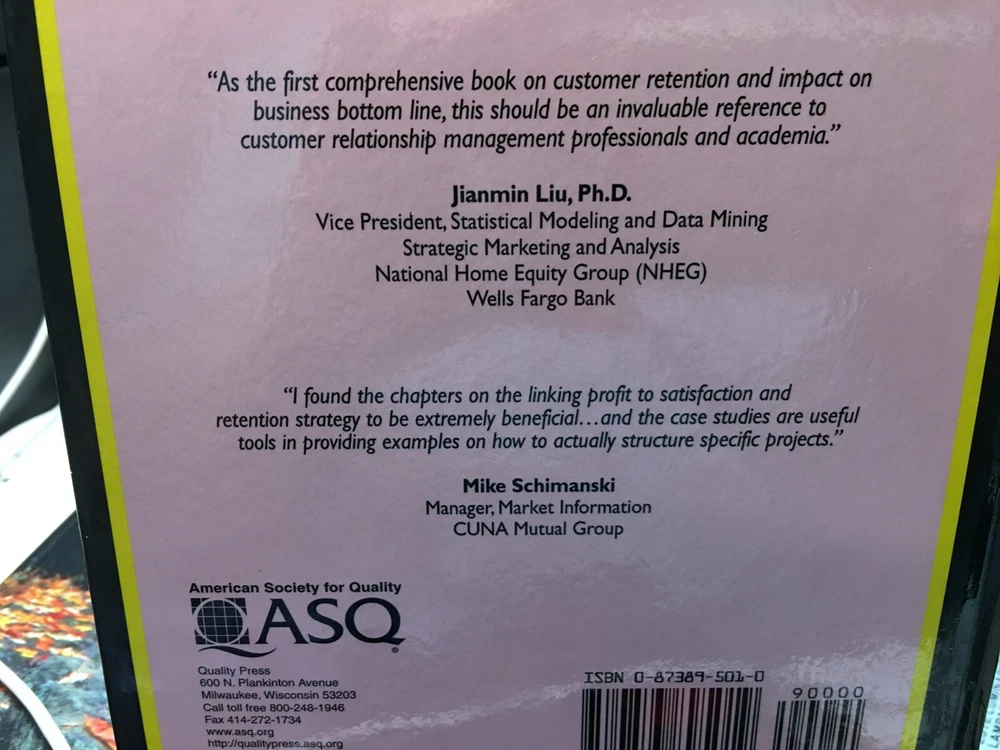 “As the first comprehensive book on customer retention and impact on
business bottom line, this should be an invaluable reference to
customer relationship management professionals and academia.”
Jianmin Liu, Ph.D.
Vice President, Statistical Modeling and Data Mining
Strategic Marketing and Analysis
National Home Equity Group (NHEG)
Wells Fargo Bank
“I found the chapters on the linking profit to satisfaction and
retention strategy to be extremely beneficial…and the case studies are useful
tools in providing examples on how to actually structure specific projects.”
Mike Schimanski
Manager, Market Information
CUNA Mutual Group
American Society for Quality
ASQ®
Quality Press
600 N. Plankinton Avenue
Milwaukee, Wisconsin 53203
Call toll free 800-248-1946
Fax 414-272-1734
www.asq.org
http://qualitypress.asq.org
ISBN 0-87389-501-0
90000